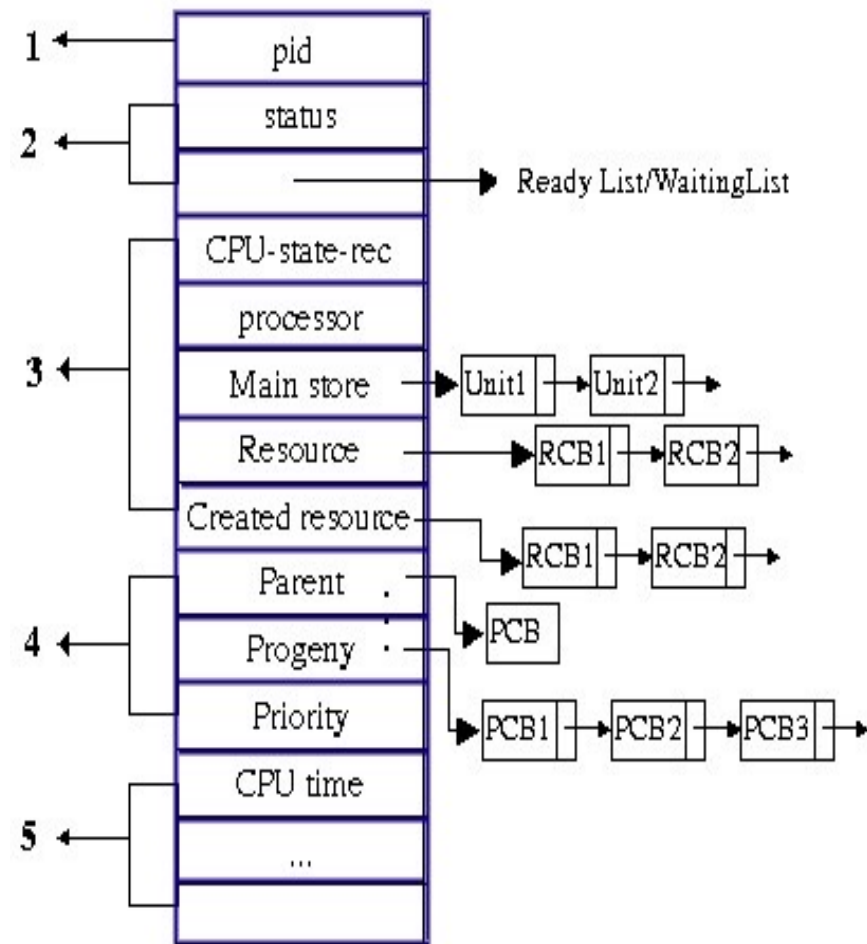 1
pid
status
2
Ready List/WaitingList
CPU-state-rec
processor
3
Main store
Unit1
Unit2
Resource
RCB1
RCB2
Created resource
RCB1
RCB2
Parent
PCB
4
Progeny
Priority
PCB1
PCB2
PCB3
CPU time
5
...